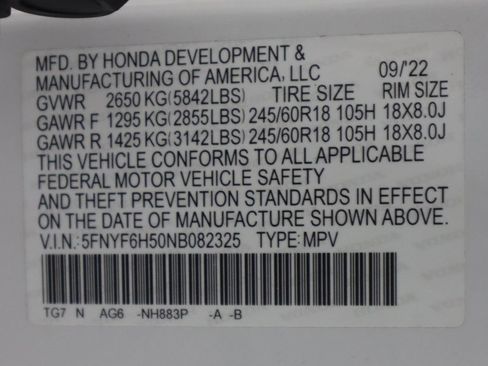 MFD. BY HONDA DEVELOPMENT &
MANUFACTURING OF AMERICA, LLC 09/22
GVWR 2650 KG(5842LBS) TIRE SIZE RIM SIZE
GAWR F 1295 KG(2855LBS) 245/60R18 105H 18X8.0J
GAWR R 1425 KG(3142LBS) 245/60R18 105H 18X8.0J
THIS VEHICLE CONFORMS TO ALL APPLICABLE
FEDERAL MOTOR VEHICLE SAFETY
AND THEFT PREVENTION STANDARDS IN EFFECT
ON THE DATE OF MANUFACTURE SHOWN ABOVE.
V.I.N.:5FNYF6H50NB082325 TYPE:MPV
TG7 N AG6 -NH883P -A -B